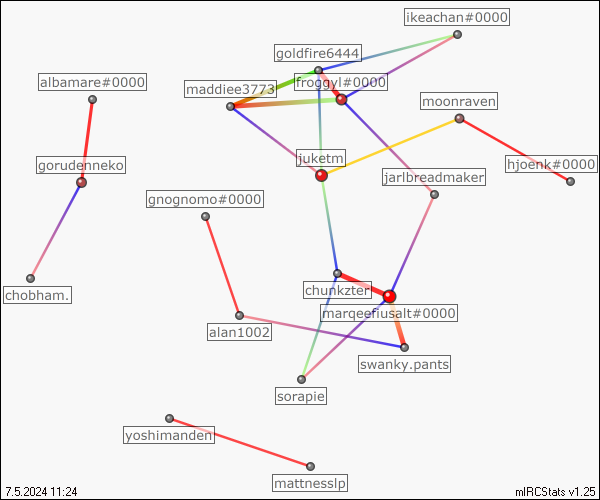 ikeachan#0000
goldfire6444
albamare#0000
froggyl#0000
maddiee3773
moonraven
juketm
gorudenneko
hjoenk#0000
jarlbreadmaker
gnognomo#0000
chobham.
chunkzter
marqeefiusalt#0000
alan1002
swanky.pants
sorapie
yoshimanden
mattnesslp
7.5.2024 11:24
mIRCStats v1.25